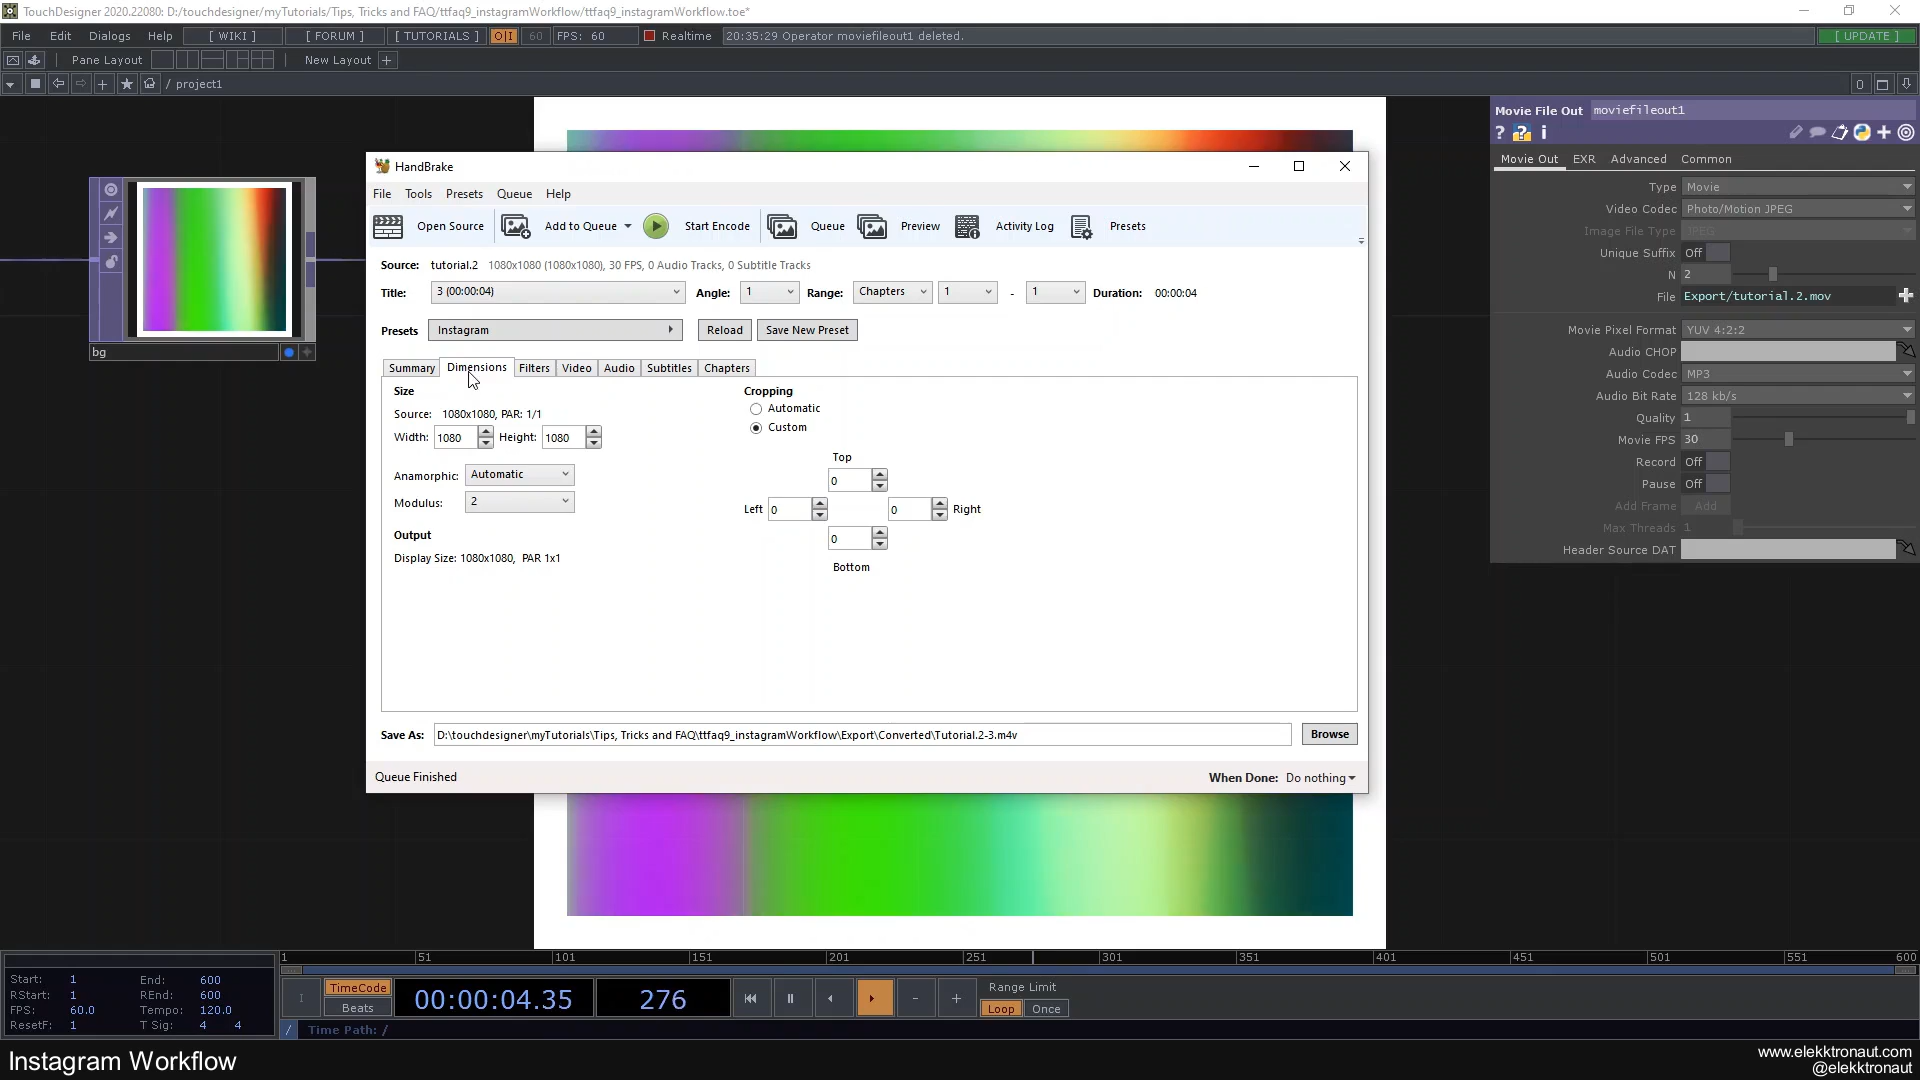 TouchDesigner 2020.22080: D:/touchdesigner/myTutorials/Tips, Tricks and FAQ/ttfaq9_instagramWorkflow/ttfaq9_instagramWorkflow.toe*
File Edit Dialogs Help [ WIKI ] [ FORUM ] [ TUTORIALS ] O|I 60 FPS: 60 Realtime 20:35:29 Operator moviefileout1 deleted. [ UPDATE ]
Pane Layout New Layout +
/ project1 0
bg
HandBrake
File Tools Presets Queue Help
Open Source Add to Queue Start Encode Queue Preview Activity Log Presets
Source: tutorial.2 1080x1080 (1080x1080), 30 FPS, 0 Audio Tracks, 0 Subtitle Tracks
Title: 3 (00:00:04) Angle: 1 Range: Chapters 1 - 1 Duration: 00:00:04
Presets Instagram Reload Save New Preset
Summary Dimensions Filters Video Audio Subtitles Chapters
Size
Source: 1080x1080, PAR: 1/1
Width: 1080 Height: 1080
Anamorphic: Automatic
Modulus: 2
Output
Display Size: 1080x1080, PAR 1x1
Cropping
Automatic
Custom
Top
0
Left 0 0 Right
0
Bottom
Save As: D:\touchdesigner\myTutorials\Tips, Tricks and FAQ\ttfaq9_instagramWorkflow\Export\Converted\Tutorial.2-3.m4v Browse
Queue Finished When Done: Do nothing
Movie File Out moviefileout1
? ? i
Movie Out EXR Advanced Common
Type Movie
Video Codec Photo/Motion JPEG
Image File Type JPEG
Unique Suffix Off
N 2
File Export/tutorial.2.mov
Movie Pixel Format YUV 4:2:2
Audio CHOP
Audio Codec MP3
Audio Bit Rate 128 kb/s
Quality 1
Movie FPS 30
Record Off
Pause Off
Add Frame Add
Max Threads 1
Header Source DAT
1 51 101 151 201 251 301 351 401 451 501 551 600
Start: 1 End: 600
RStart: 1 REnd: 600
FPS: 60.0 Tempo: 120.0
ResetF: 1 T Sig: 4 4
I TimeCode
Beats
00:00:04.35 276
- +
Range Limit
Loop Once
/ Time Path: /
Instagram Workflow
www.elekktronaut.com
@elekktronaut